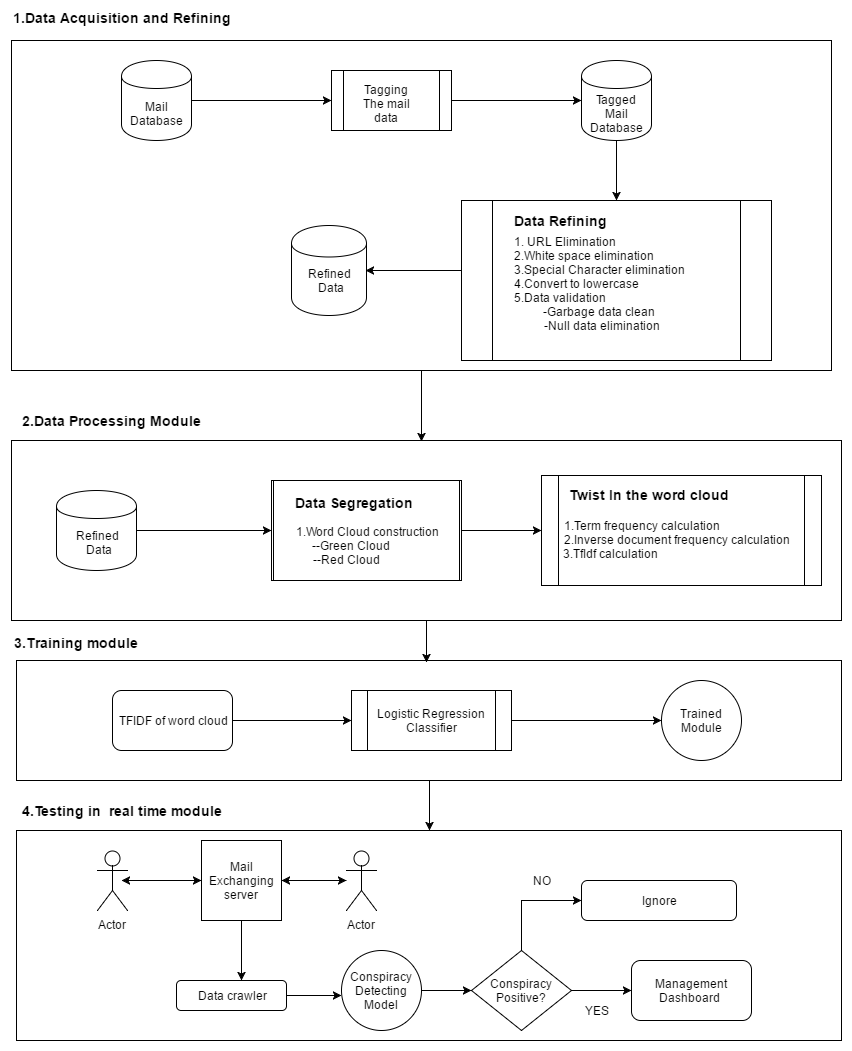 1.Data Acquisition and Refining
Mail
Database
Tagging
The mail
data
Tagged
Mail
Database
Data Refining
1. URL Elimination
2.White space elimination
3.Special Character elimination
4.Convert to lowercase
5.Data validation
-Garbage data clean
-Null data elimination
Refined
Data
2.Data Processing Module
Refined
Data
Data Segregation
1.Word Cloud construction
--Green Cloud
--Red Cloud
Twist in the word cloud
1.Term frequency calculation
2.Inverse document frequency calculation
3.TfIdf calculation
3.Training module
TFIDF of word cloud
Logistic Regression
Classifier
Trained
Module
4.Testing in real time module
Actor
Mail
Exchanging
server
Actor
Data crawler
Conspiracy
Detecting
Model
Conspiracy
Positive?
NO
Ignore
YES
Management
Dashboard